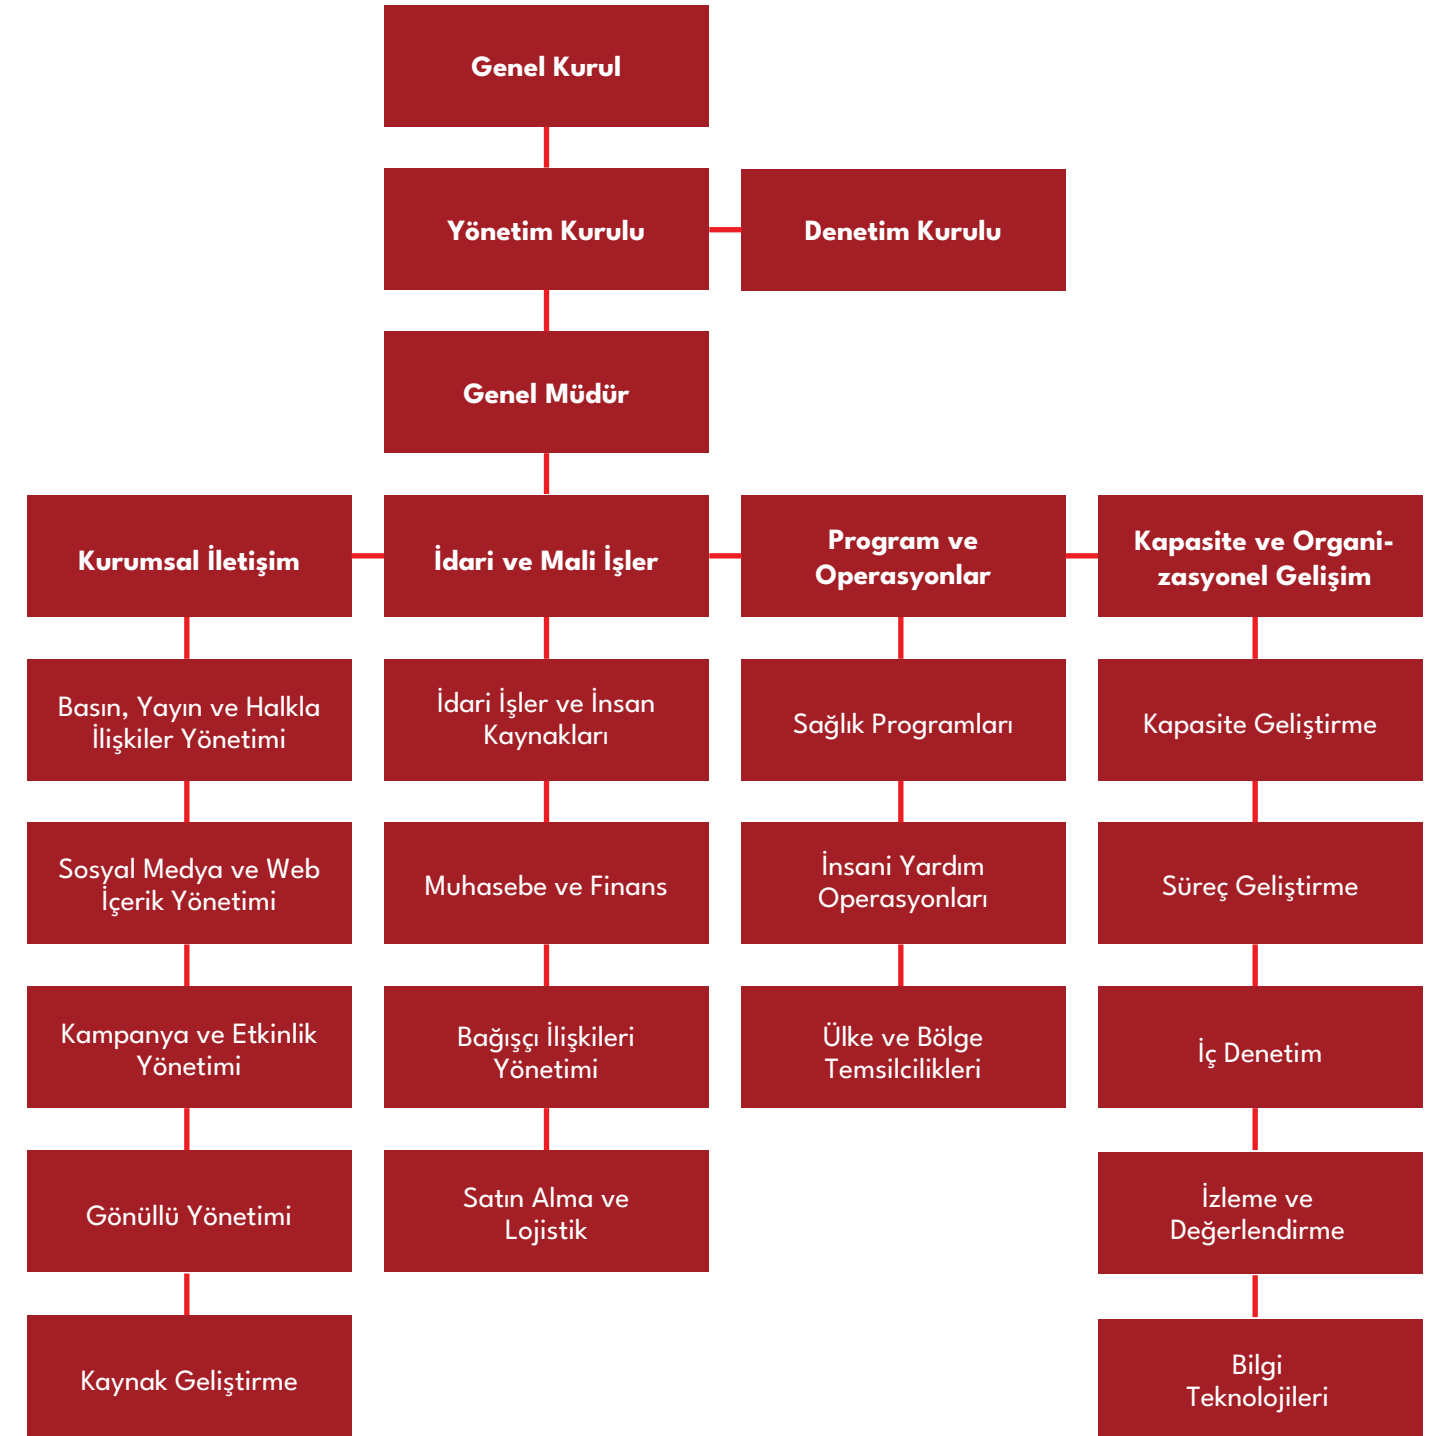 Genel Kurul
Yönetim Kurulu
Denetim Kurulu
Genel Müdür
Kurumsal İletişim
İdari ve Mali İşler
Program ve
Operasyonlar
Kapasite ve Organi-
zasyonel Gelişim
Basın, Yayın ve Halkla
İlişkiler Yönetimi
İdari İşler ve İnsan
Kaynakları
Sağlık Programları
Kapasite Geliştirme
Sosyal Medya ve Web
İçerik Yönetimi
Muhasebe ve Finans
İnsani Yardım
Operasyonları
Süreç Geliştirme
Kampanya ve Etkinlik
Yönetimi
Bağışçı İlişkileri
Yönetimi
Ülke ve Bölge
Temsilcilikleri
İç Denetim
Gönüllü Yönetimi
Satın Alma ve
Lojistik
İzleme ve
Değerlendirme
Kaynak Geliştirme
Bilgi
Teknolojileri